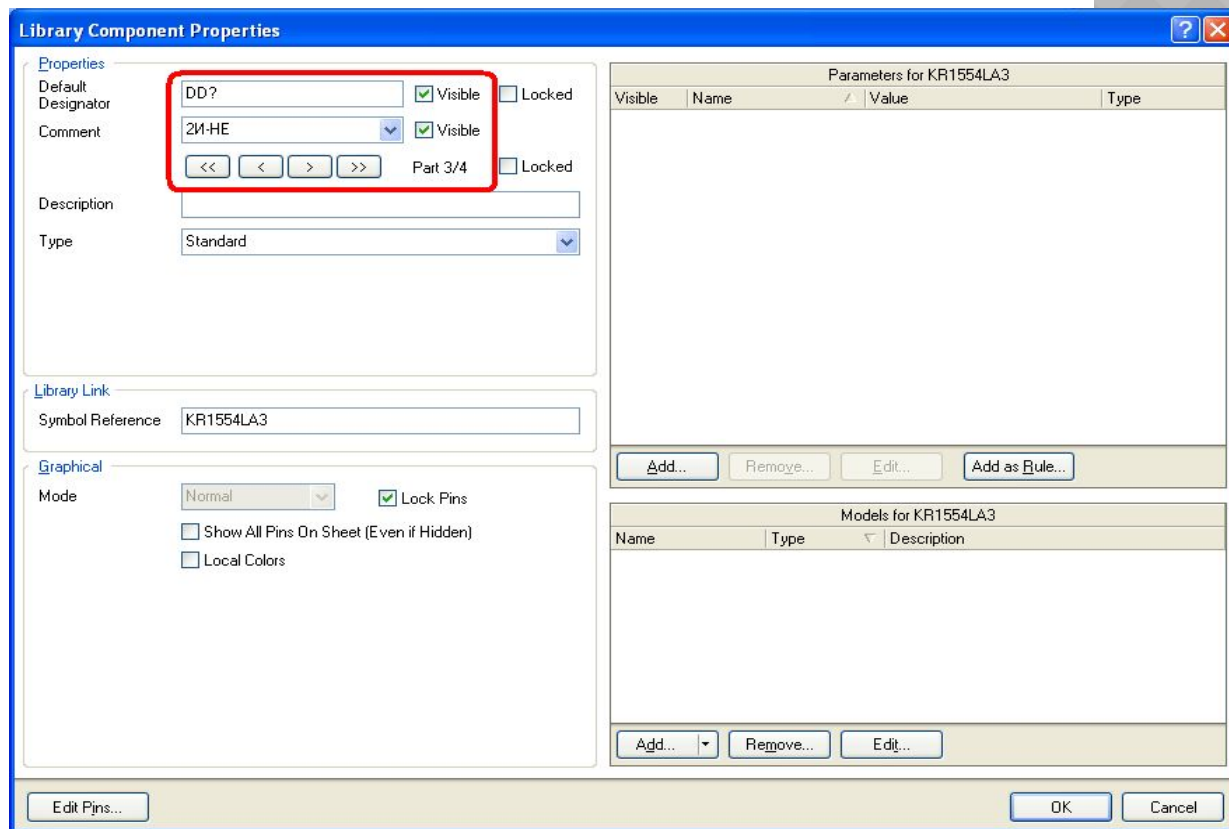 Library Component Properties
Properties
Default Designator
DD?
Visible
Locked
Comment
2И-НЕ
Visible
<<
<
>
>>
Part 3/4
Locked
Description
Type
Standard
Library Link
Symbol Reference
KR1554LA3
Graphical
Mode
Normal
Lock Pins
Show All Pins On Sheet (Even if Hidden)
Local Colors
Parameters for KR1554LA3
Visible Name Value Type
Add... Remove... Edit... Add as Rule...
Models for KR1554LA3
Name Type Description
Add... Remove... Edit...
Edit Pins...
OK Cancel